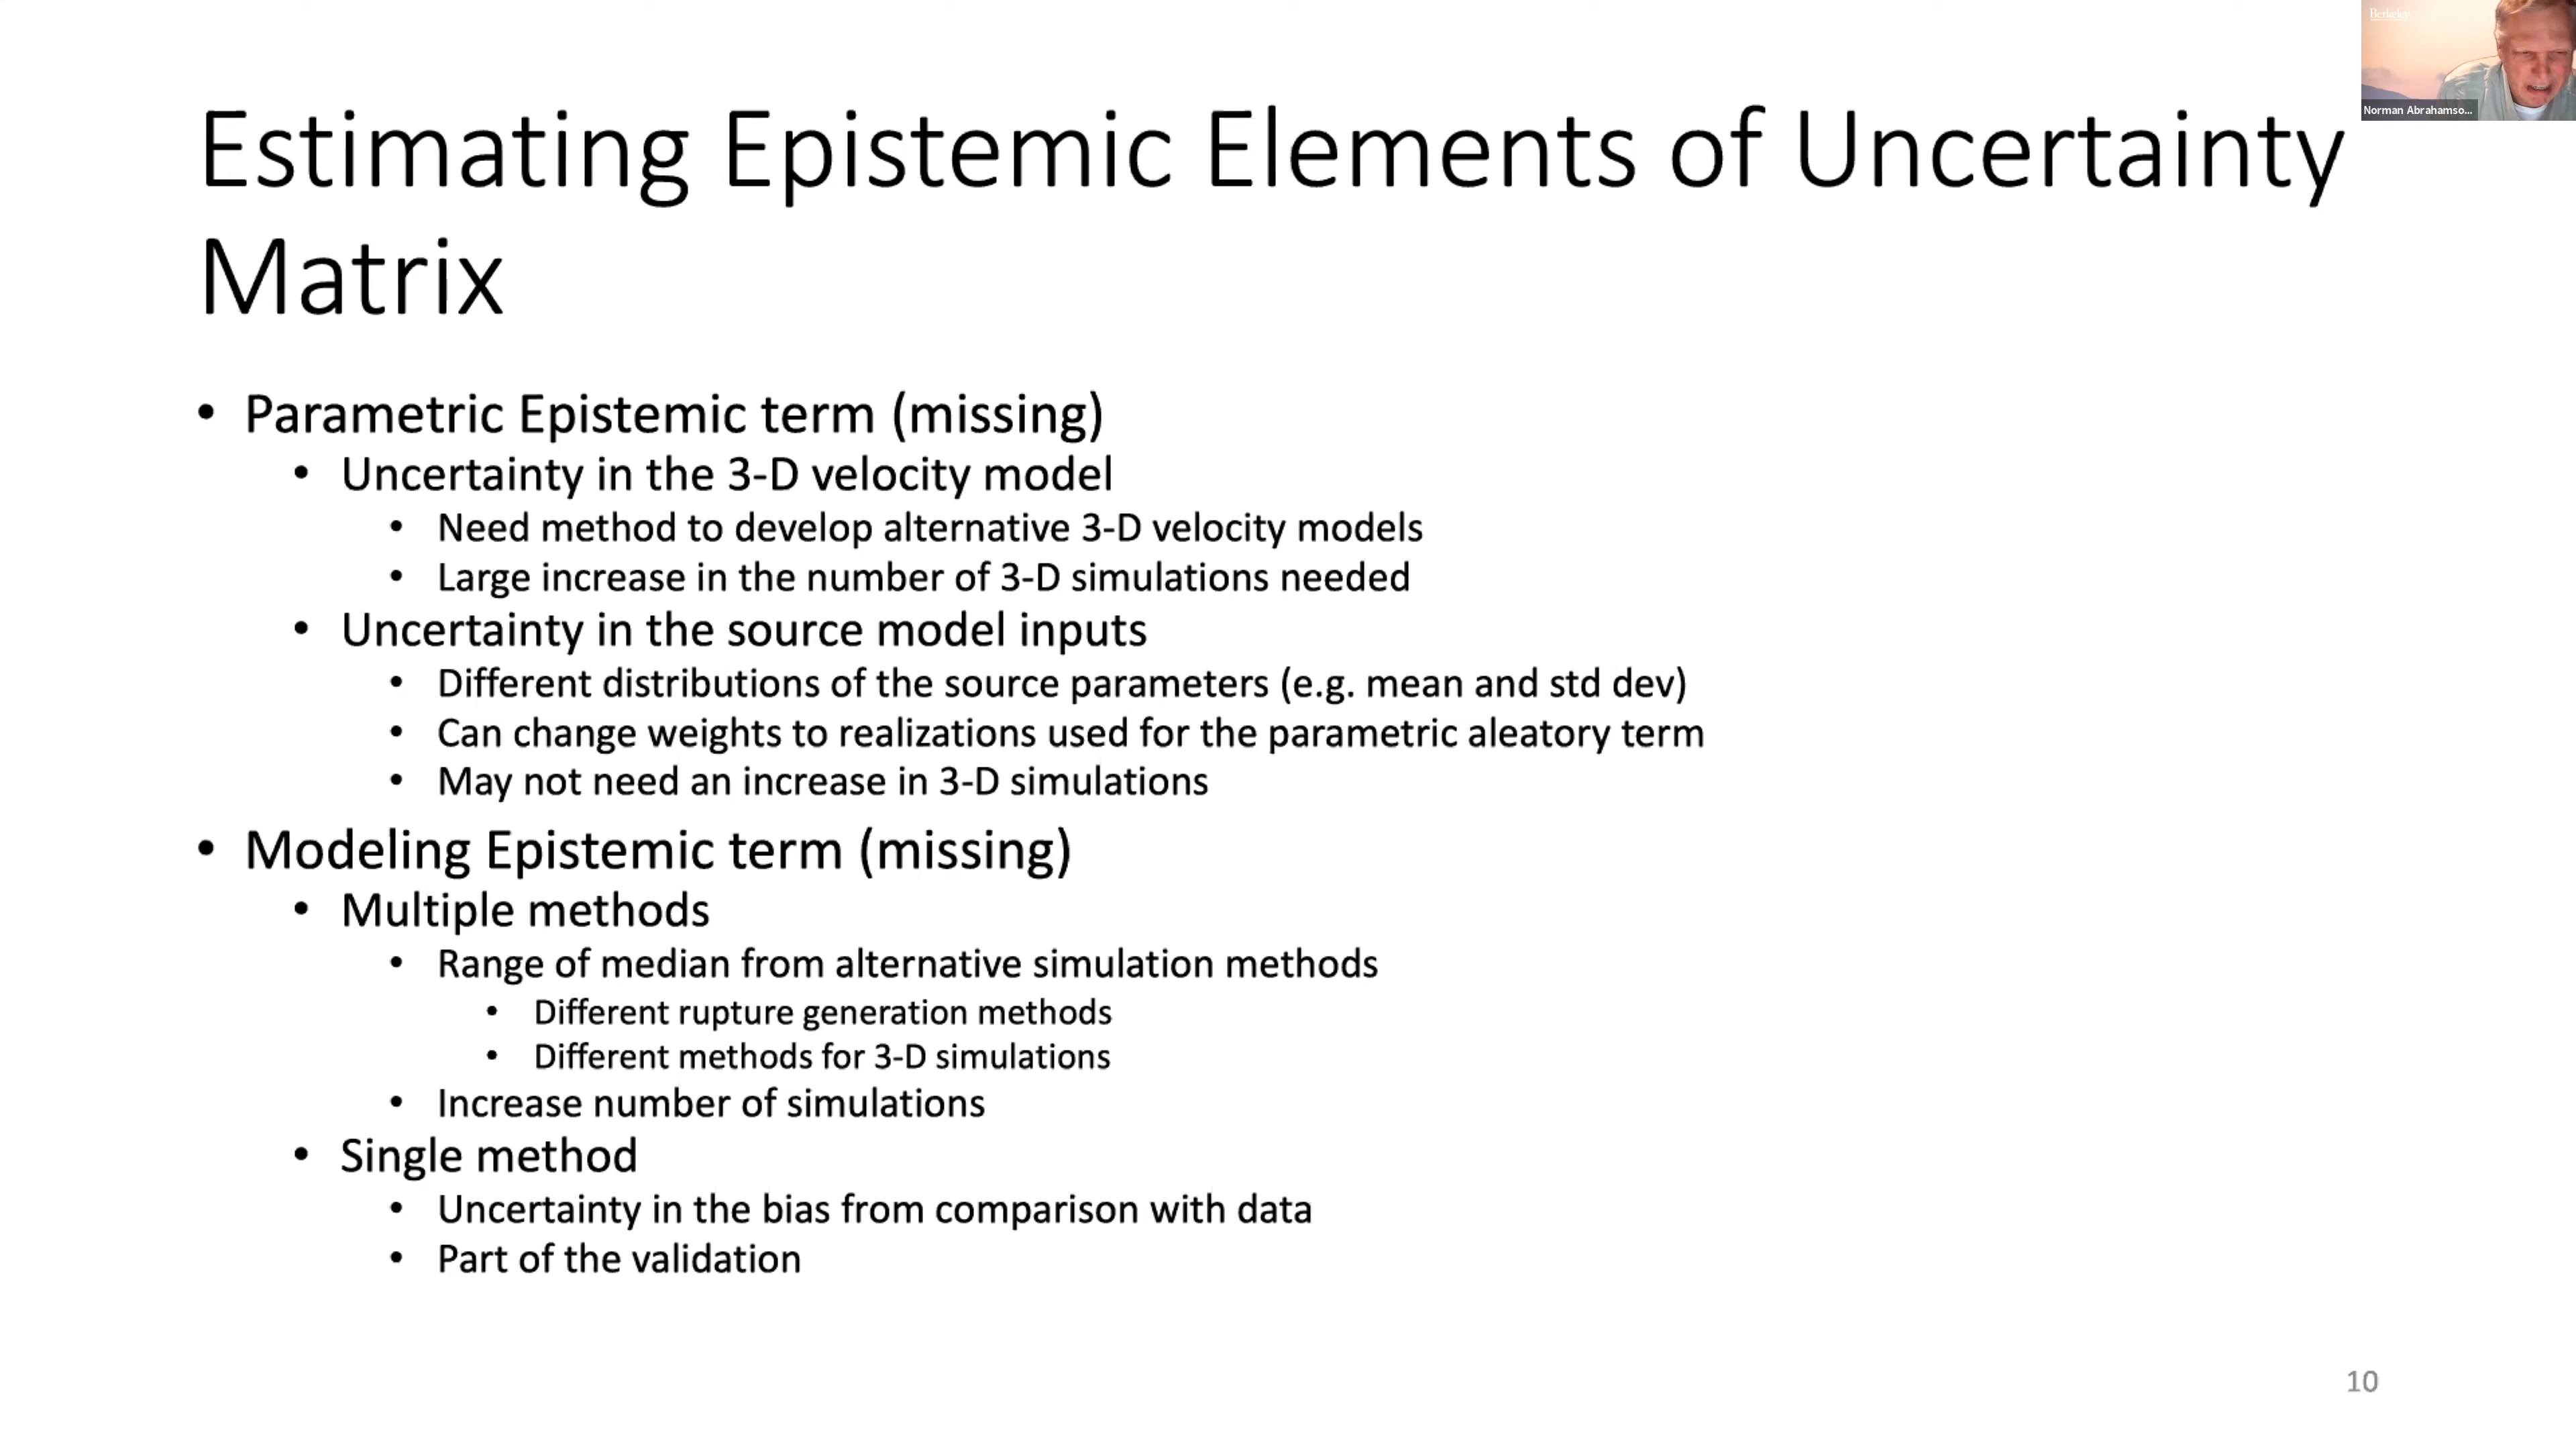 Berkeley
Norman Abrahamso...
Estimating Epistemic Elements of Uncertainty
Matrix
• Parametric Epistemic term (missing)
• Uncertainty in the 3-D velocity model
• Need method to develop alternative 3-D velocity models
• Large increase in the number of 3-D simulations needed
• Uncertainty in the source model inputs
• Different distributions of the source parameters (e.g. mean and std dev)
• Can change weights to realizations used for the parametric aleatory term
• May not need an increase in 3-D simulations
• Modeling Epistemic term (missing)
• Multiple methods
• Range of median from alternative simulation methods
• Different rupture generation methods
• Different methods for 3-D simulations
• Increase number of simulations
• Single method
• Uncertainty in the bias from comparison with data
• Part of the validation
10